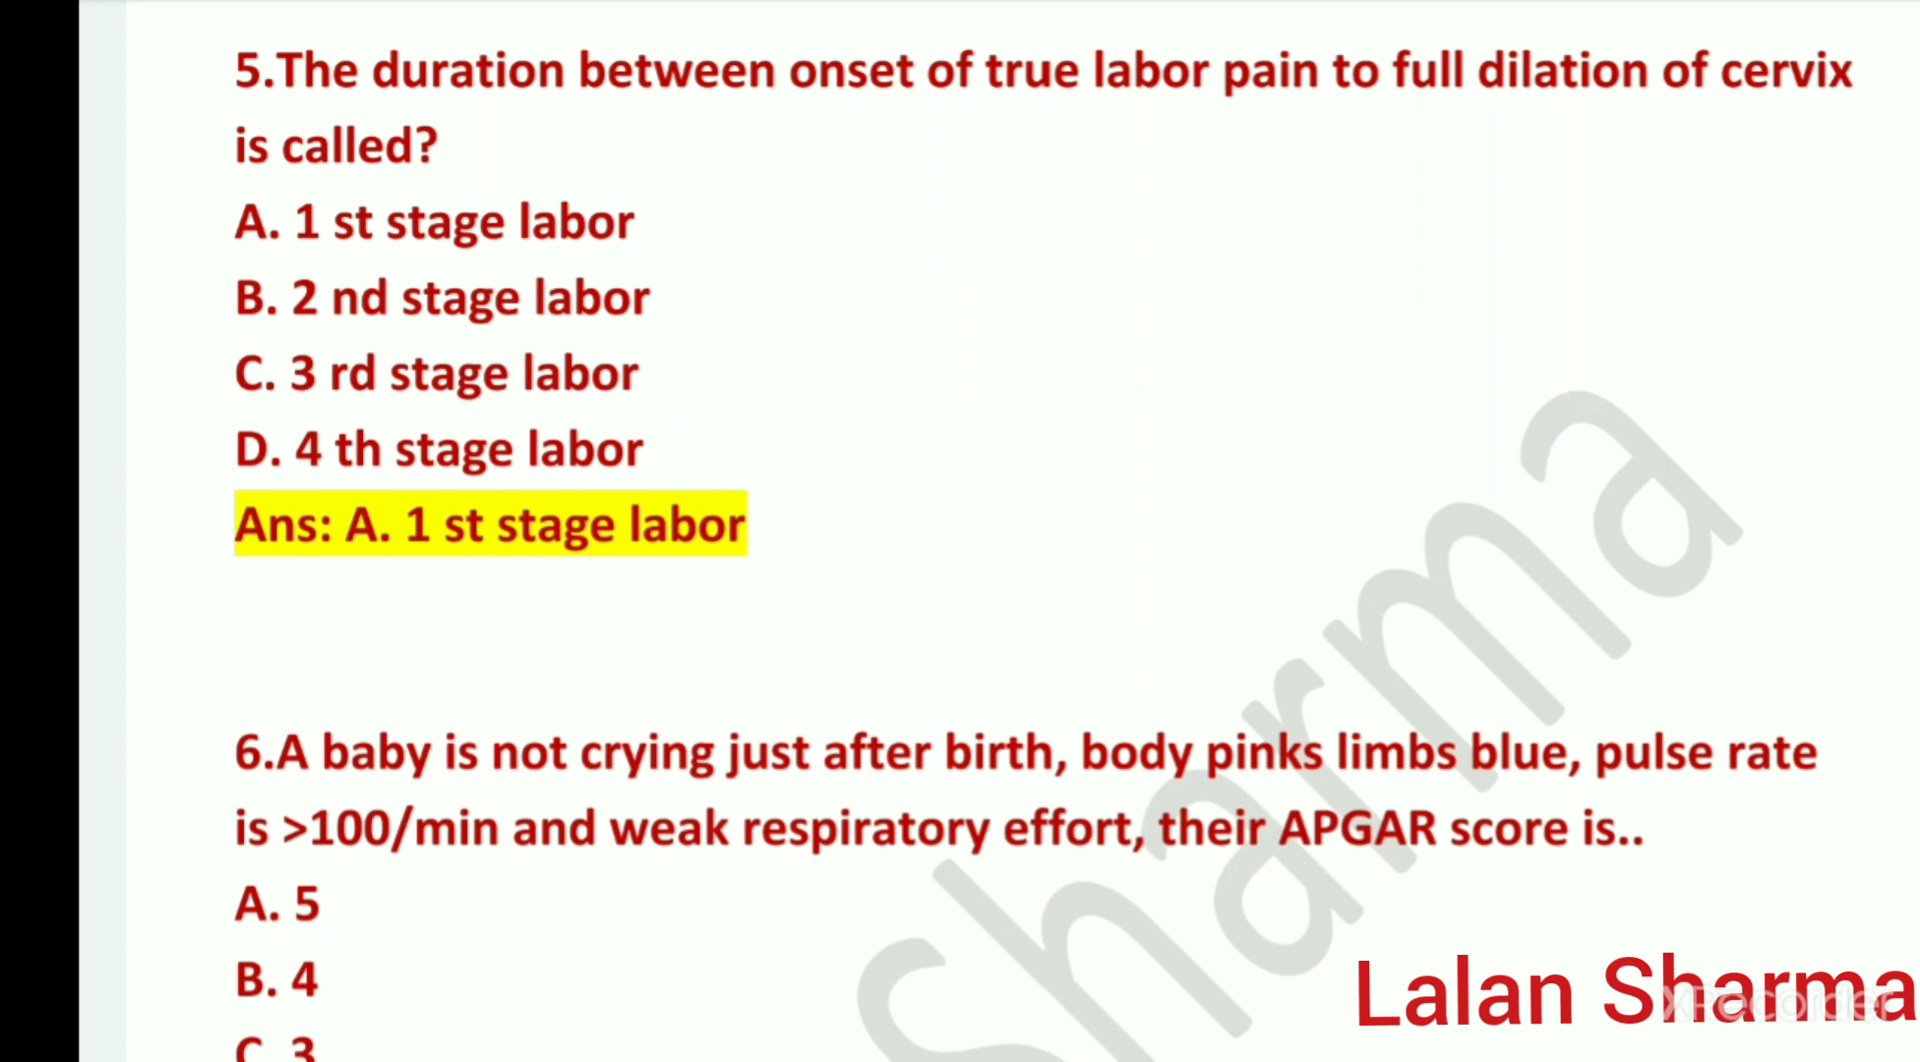 5.The duration between onset of true labor pain to full dilation of cervix
is called?
A. 1 st stage labor
B. 2 nd stage labor
C. 3 rd stage labor
D. 4 th stage labor
Ans: A. 1 st stage labor
6.A baby is not crying just after birth, body pinks limbs blue, pulse rate
is >100/min and weak respiratory effort, their APGAR score is..
A. 5
B. 4
C. 3
Sharma
Lalan Sharma
XRecorder